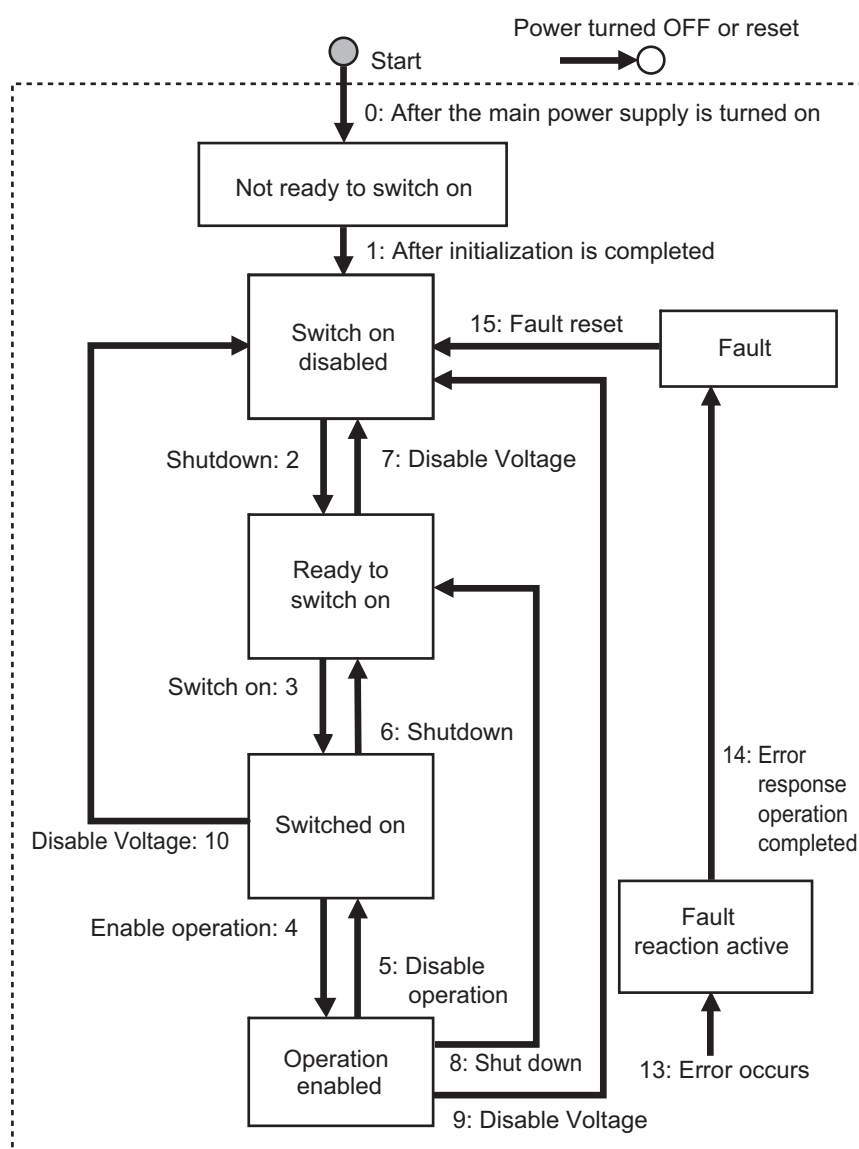 Power turned OFF or reset
Start
0: After the main power supply is turned on
Not ready to switch on
1: After initialization is completed
Switch on
disabled
15: Fault reset
Fault
Shutdown: 2
7: Disable Voltage
Ready to
switch on
Switch on: 3
6: Shutdown
14: Error
response
operation
completed
Switched on
Disable Voltage: 10
Enable operation: 4
5: Disable
operation
Fault
reaction active
Operation
enabled
8: Shut down
13: Error occurs
9: Disable Voltage